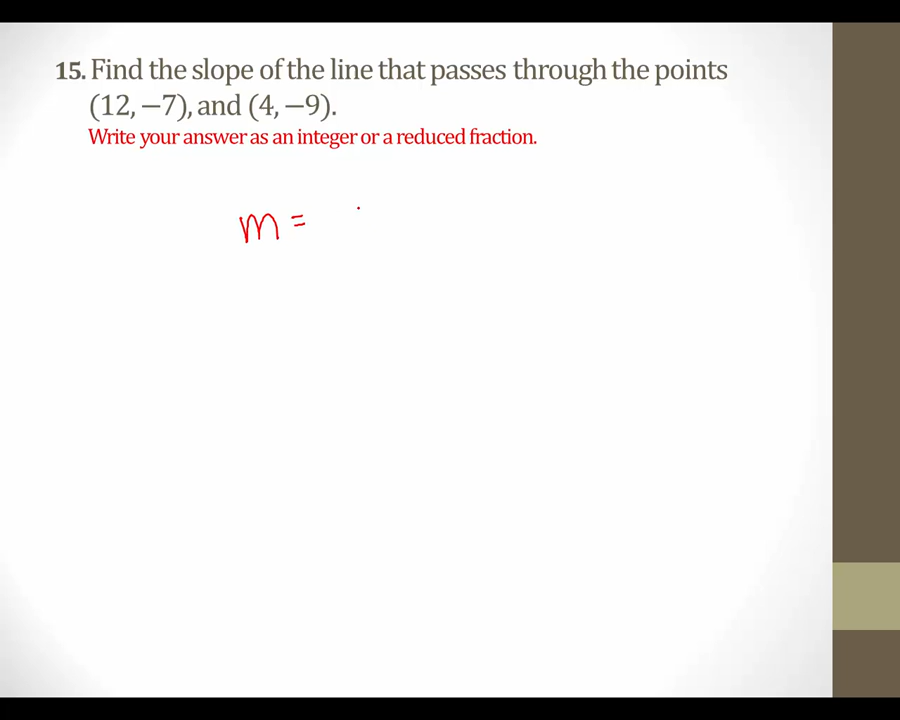 15. Find the slope of the line that passes through the points
(12, −7), and (4, −9).
Write your answer as an integer or a reduced fraction.
m =